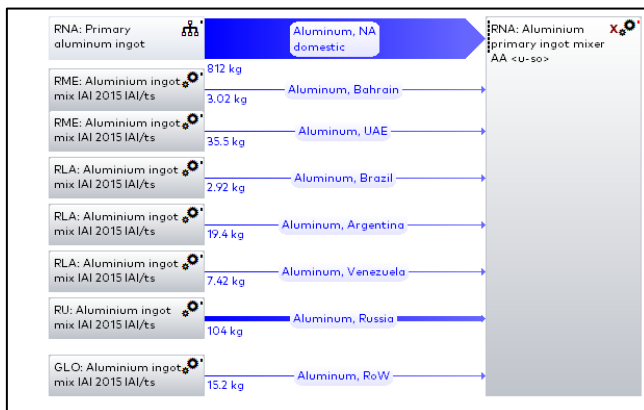 RNA: Primary
aluminum ingot
Aluminum, NA
domestic
RNA: Aluminium
primary ingot mixer
AA <u-so>
X
812 kg
RME: Aluminium ingot
mix IAI 2015 IAI/ts
Aluminum, Bahrain
3.02 kg
RME: Aluminium ingot
mix IAI 2015 IAI/ts
Aluminum, UAE
35.5 kg
RLA: Aluminium ingot
mix IAI 2015 IAI/ts
Aluminum, Brazil
2.92 kg
RLA: Aluminium ingot
mix IAI 2015 IAI/ts
Aluminum, Argentina
19.4 kg
RLA: Aluminium ingot
mix IAI 2015 IAI/ts
Aluminum, Venezuela
7.42 kg
RU: Aluminium ingot
mix IAI 2015 IAI/ts
Aluminum, Russia
104 kg
GLO: Aluminium ingot
mix IAI 2015 IAI/ts
Aluminum, RoW
15.2 kg